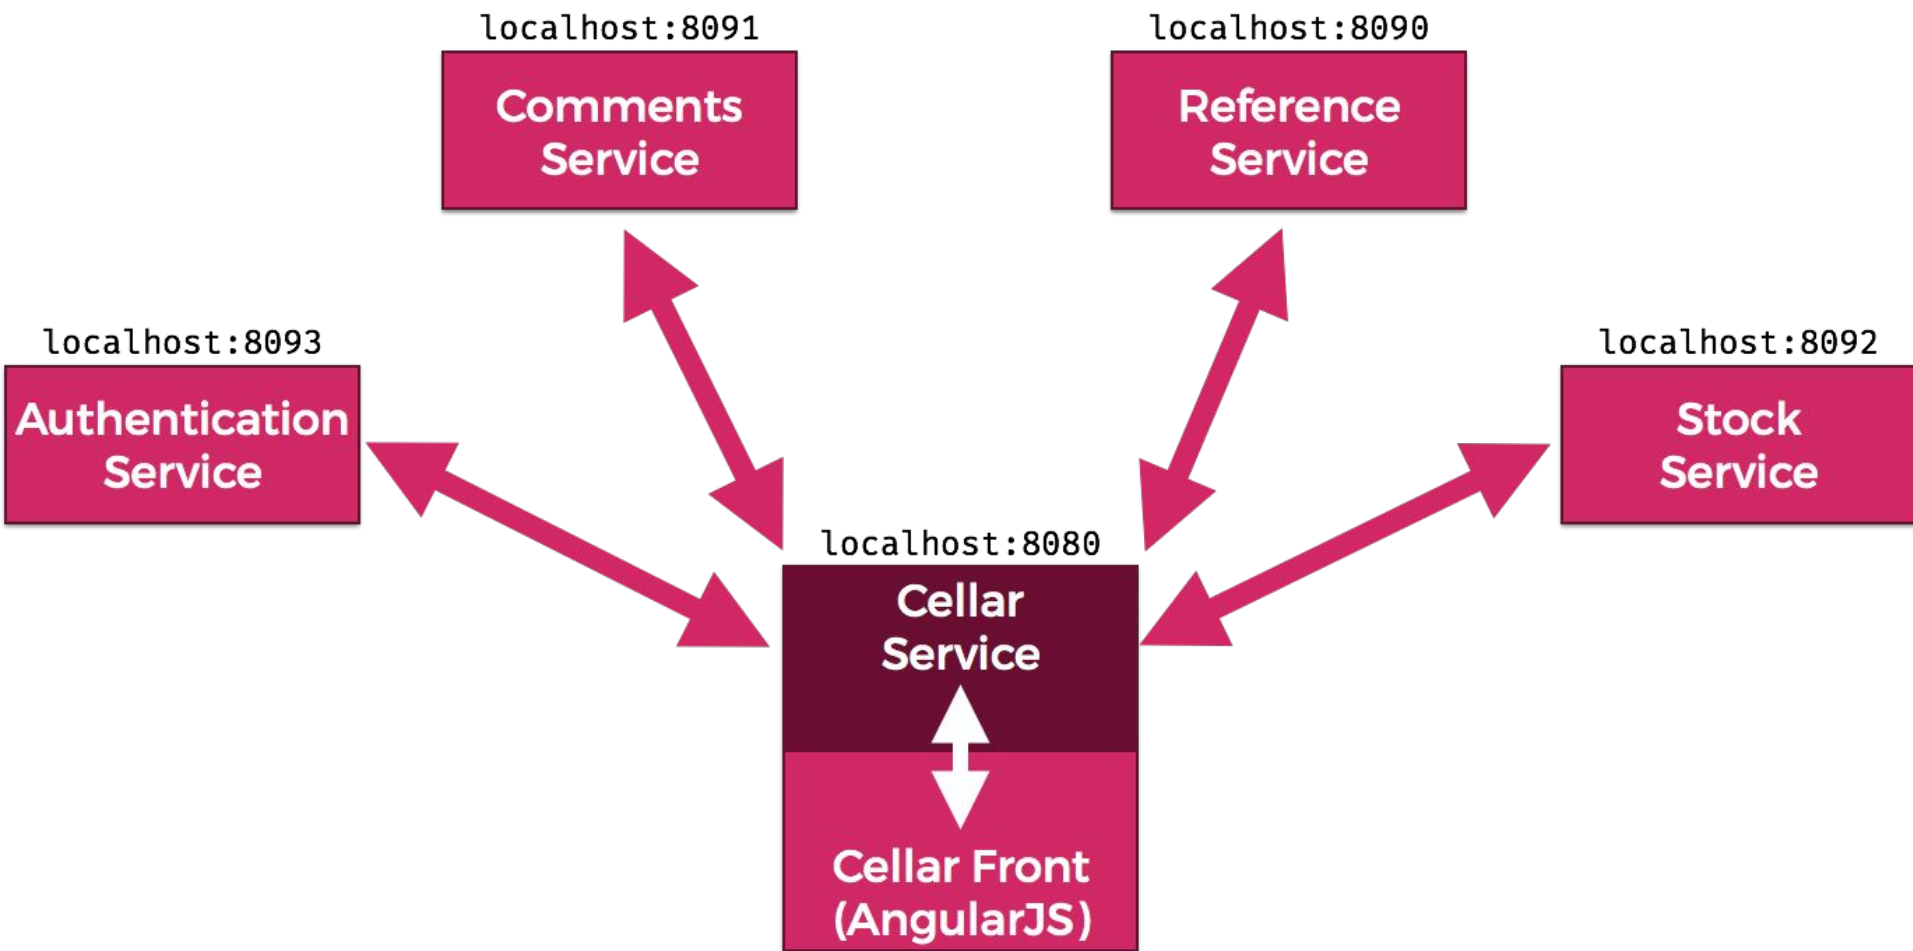 localhost:8091
Comments
Service
localhost:8090
Reference
Service
localhost:8093
Authentication
Service
localhost:8092
Stock
Service
localhost:8080
Cellar
Service
Cellar Front
(AngularJS)